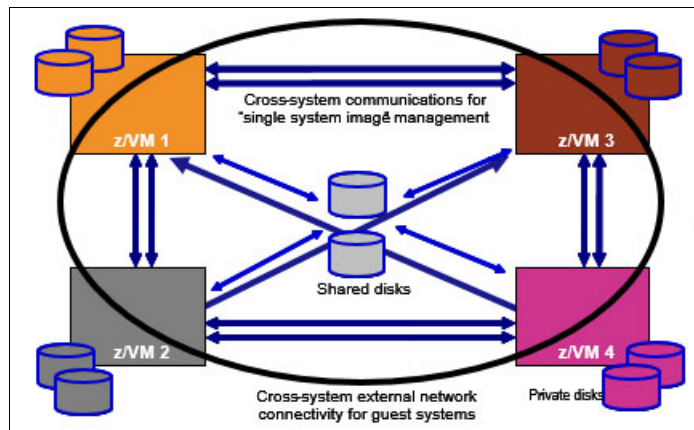 Cross-system communications for
"single system image management
z/VM 1
z/VM 3
Shared disks
z/VM 2
z/VM 4
Cross-system external network
connectivity for guest systems
Private disks